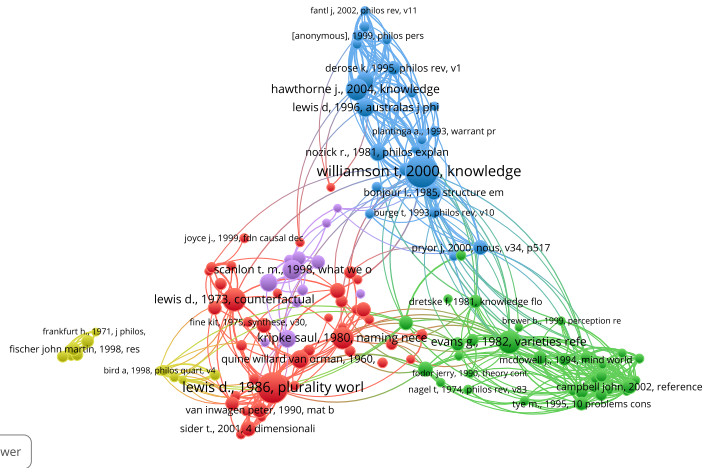 fantl j, 2002, philos rev, v11
[anonymous], 1999, philos pers
derose k, 1995, philos rev, v1
hawthorne j., 2004, knowledge
lewis d, 1996, australas j phi
plantinga a., 1993, warrant pr
nozick r., 1981, philos explan
williamson t, 2000, knowledge
bonjour l., 1985, structure em
burge t, 1993, philos rev, v10
joyce j., 1999, fdn causal dec
pryor j, 2000, nous, v34, p517
scanlon t. m., 1998, what we o
lewis d., 1973, counterfactual
dretske f., 1981, knowledge flo
fine kit, 1975, synthese, v30,
brewer b., 1999, perception re
frankfurt h., 1971, j philos,
kripke saul, 1980, naming nece
evans g., 1982, varieties refe
fischer john martin, 1998, res
quine willard van orman, 1960,
mcdowell j., 1994, mind world
bird a, 1998, philos quart, v4
fodor jerry, 1990, theory cont
lewis d., 1986, plurality worl
nagel t, 1974, philos rev, v83
campbell john, 2002, reference
van inwagen peter, 1990, mat b
tye m., 1995, 10 problems cons
sider t., 2001, 4 dimensionali
wer